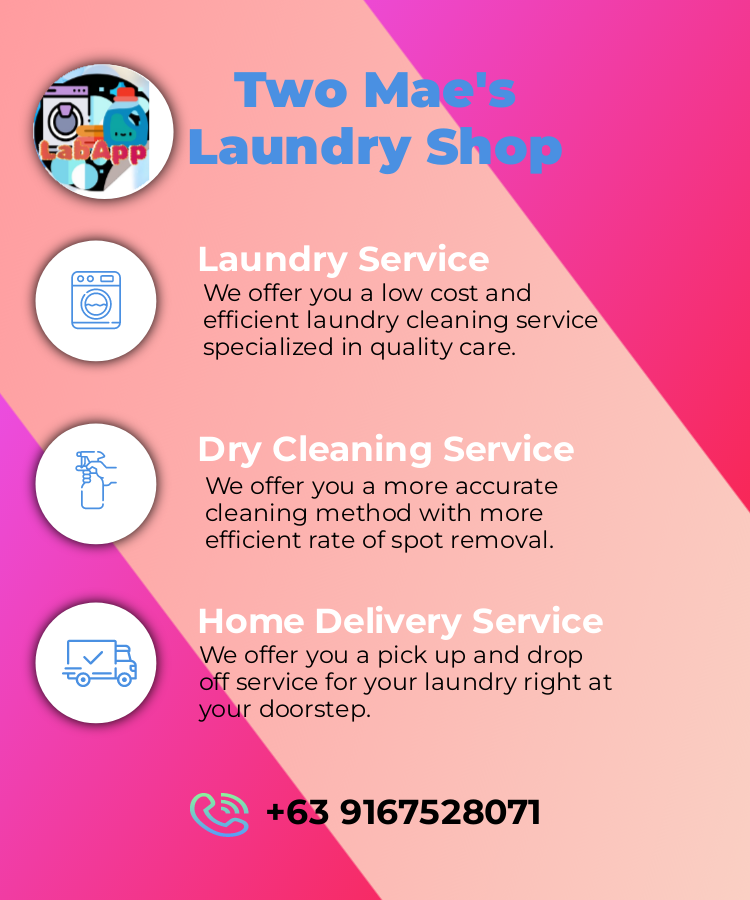 Two Mae's
Laundry Shop
LabApp
Laundry Service
We offer you a low cost and
efficient laundry cleaning service
specialized in quality care.
Dry Cleaning Service
We offer you a more accurate
cleaning method with more
efficient rate of spot removal.
Home Delivery Service
We offer you a pick up and drop
off service for your laundry right at
your doorstep.
+63 9167528071